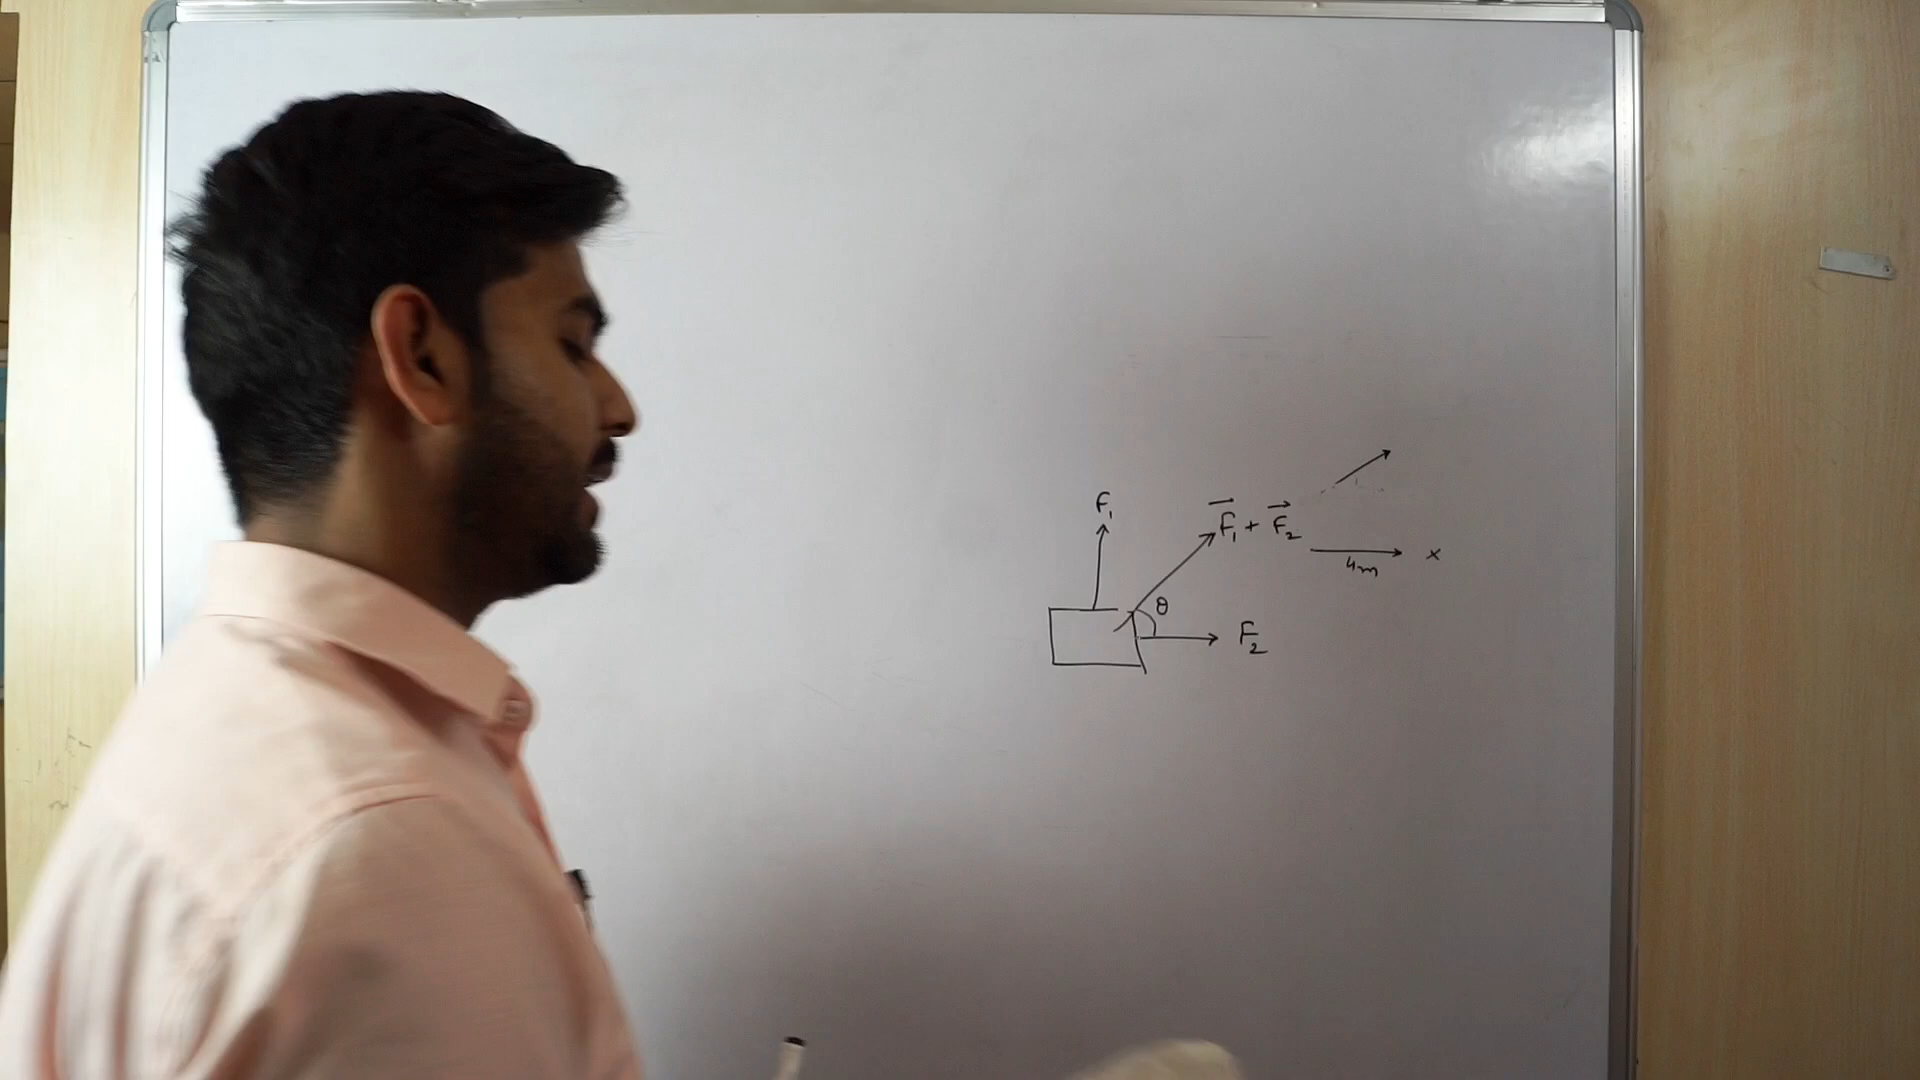 F₁
F₁ + F₂
4m x
θ
F₂